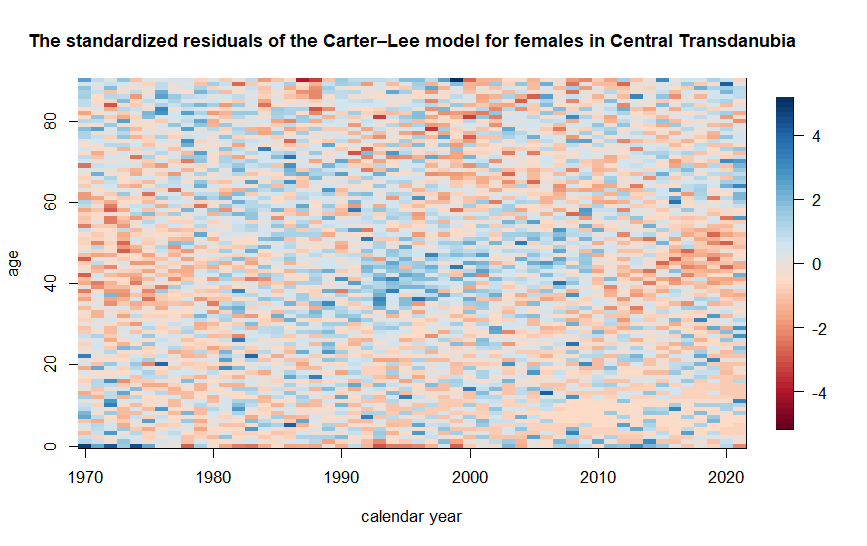 The standardized residuals of the Carter–Lee model for females in Central Transdanubia
age
80
60
40
20
0
1970 1980 1990 2000 2010 2020
calendar year
4
2
0
-2
-4